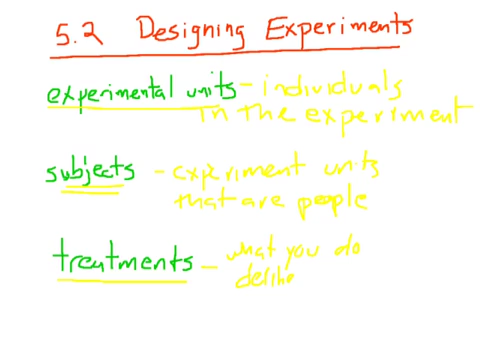 5.2 Designing Experiments
experimental units - individuals
in the experiment
subjects - experiment units
that are people
treatments - what you do
delibe